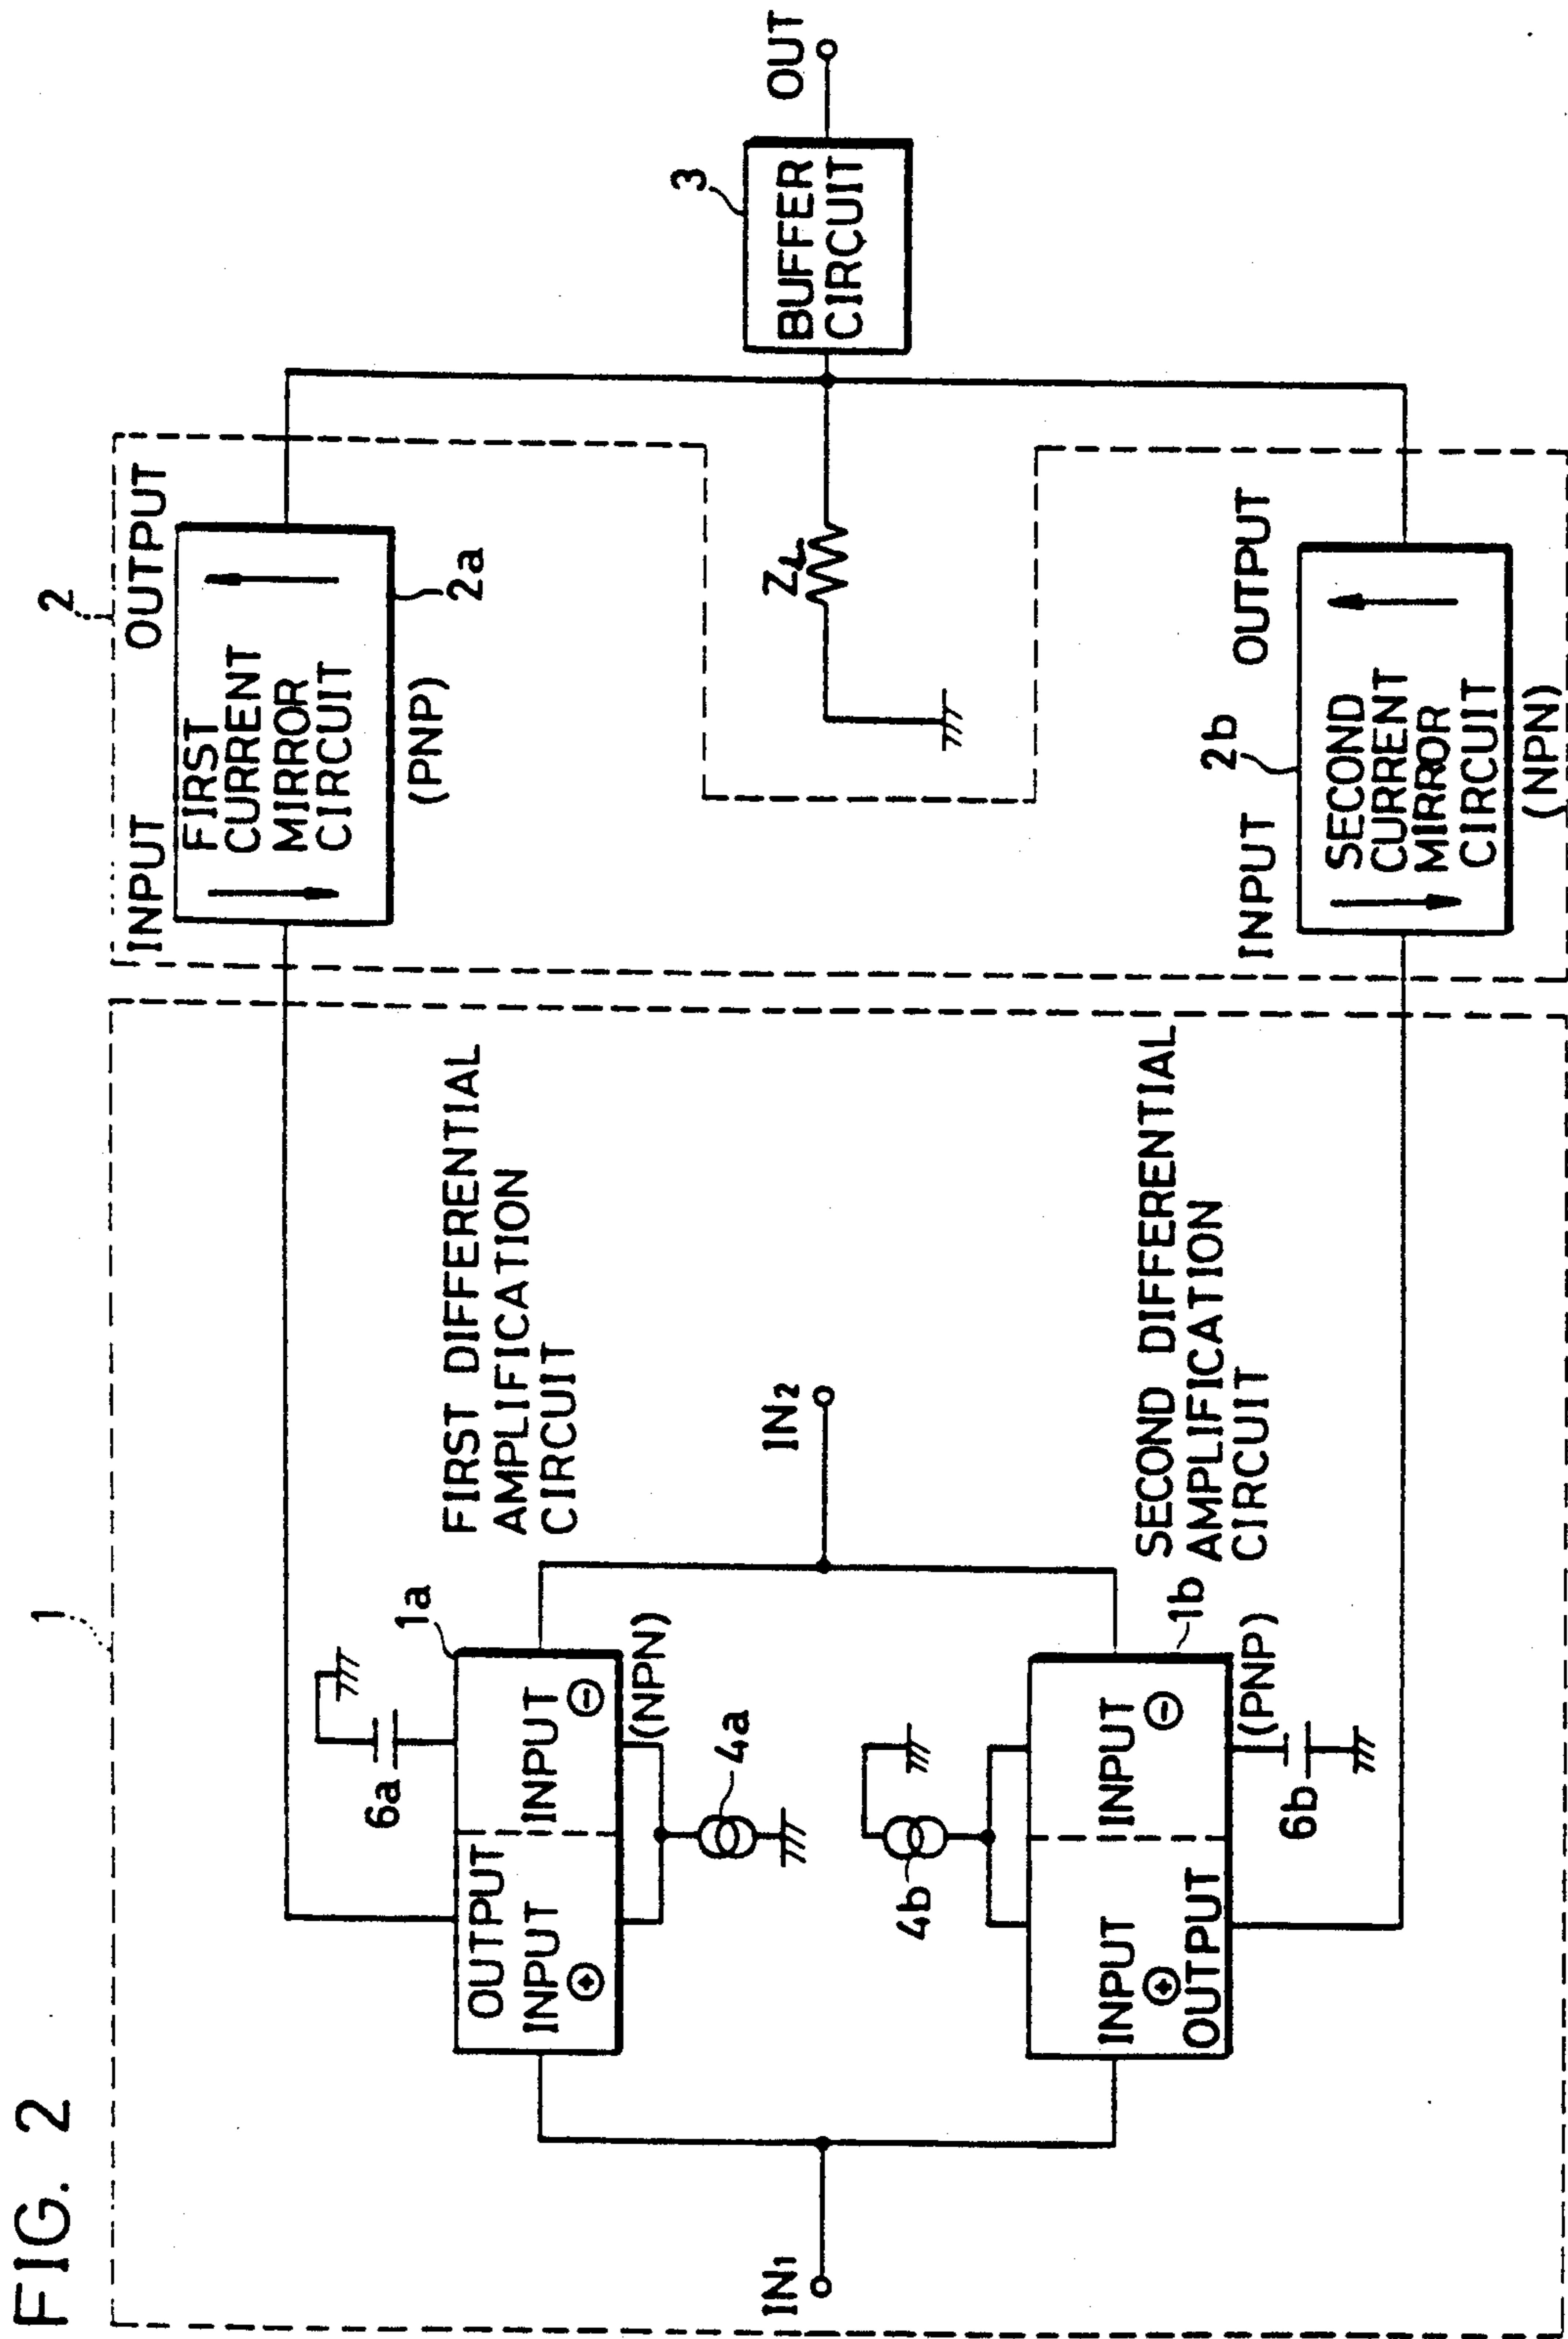 FIG. 2
1
2
INPUT
OUTPUT
FIRST
CURRENT
MIRROR
CIRCUIT
2a
(PNP)
6a
1a
OUTPUT
INPUT
⊕
INPUT
⊖
(NPN)
4a
FIRST DIFFERENTIAL
AMPLIFICATION
CIRCUIT
IN1
IN2
ZL
3
BUFFER
CIRCUIT
OUT
4b
INPUT
⊕
OUTPUT
INPUT
⊖
1b
(PNP)
6b
SECOND DIFFERENTIAL
AMPLIFICATION
CIRCUIT
2b
INPUT
OUTPUT
SECOND
CURRENT
MIRROR
CIRCUIT
(NPN)